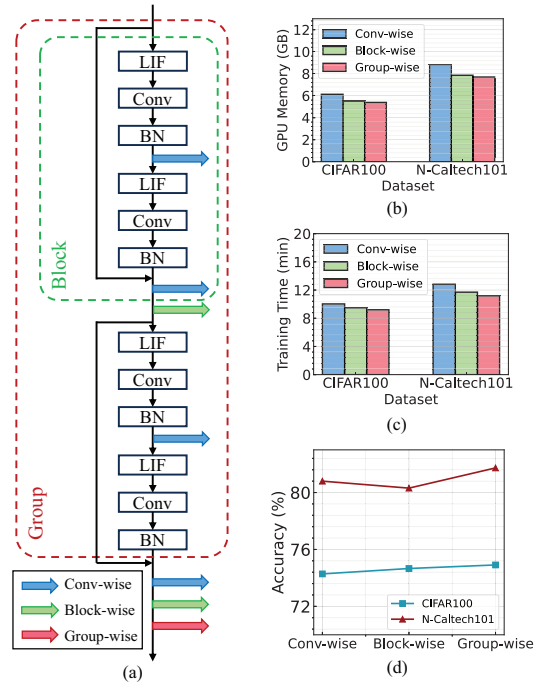 LIF
Conv
BN
LIF
Conv
BN
Block
LIF
Conv
BN
LIF
Conv
BN
Group
Conv-wise
Block-wise
Group-wise
(a)
GPU Memory (GB)
12
10
8
6
4
2
0
Conv-wise
Block-wise
Group-wise
CIFAR100
N-Caltech101
Dataset
(b)
Training Time (min)
20
16
12
8
4
0
Conv-wise
Block-wise
Group-wise
CIFAR100
N-Caltech101
Dataset
(c)
Accuracy (%)
80
76
72
CIFAR100
N-Caltech101
Conv-wise
Block-wise
Group-wise
(d)